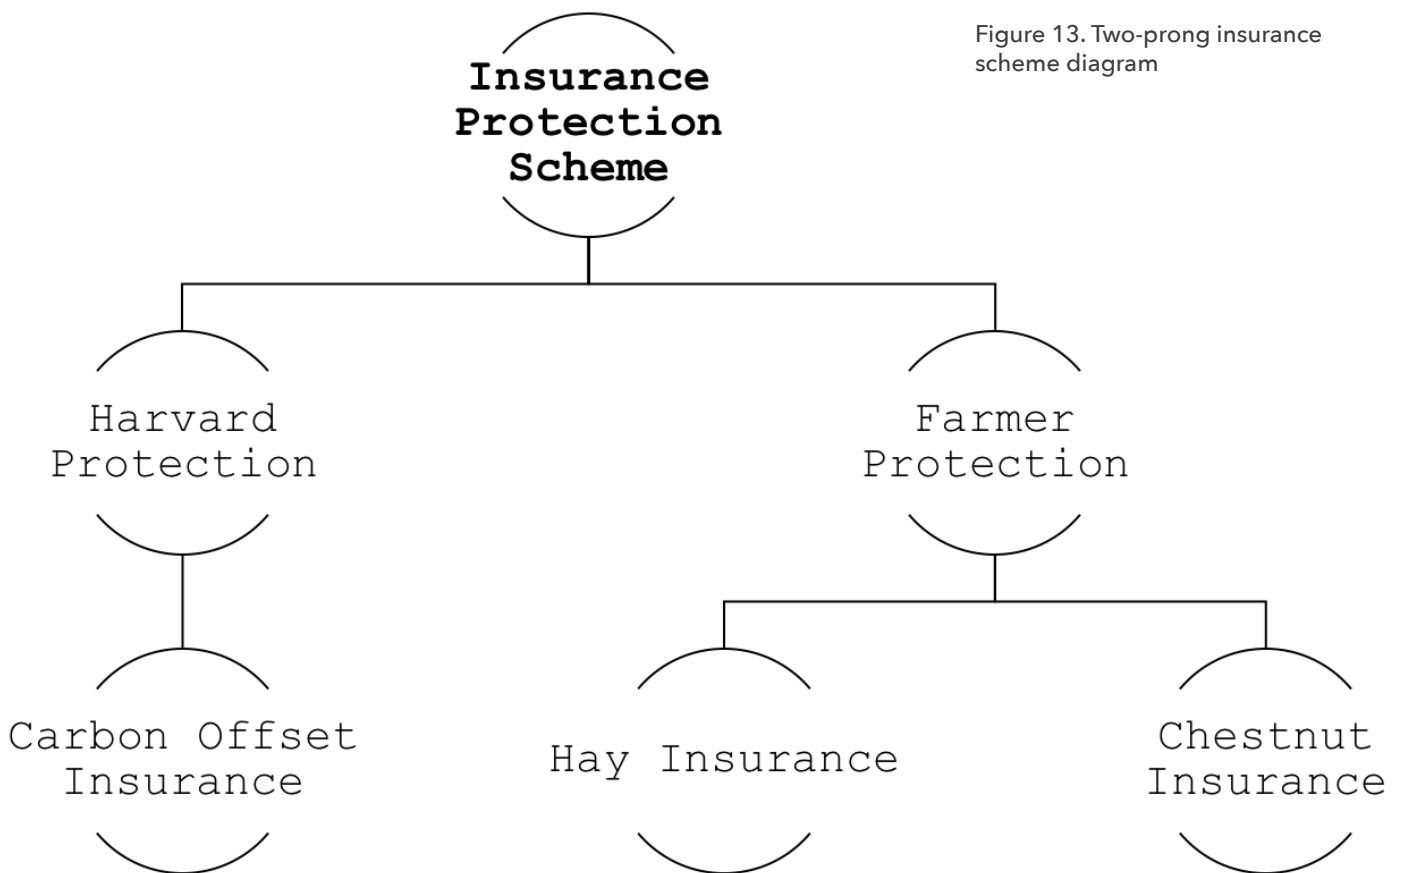 Figure 13. Two-prong insurance
scheme diagram
Insurance
Protection
Scheme
Harvard
Protection
Farmer
Protection
Carbon Offset
Insurance
Hay Insurance
Chestnut
Insurance